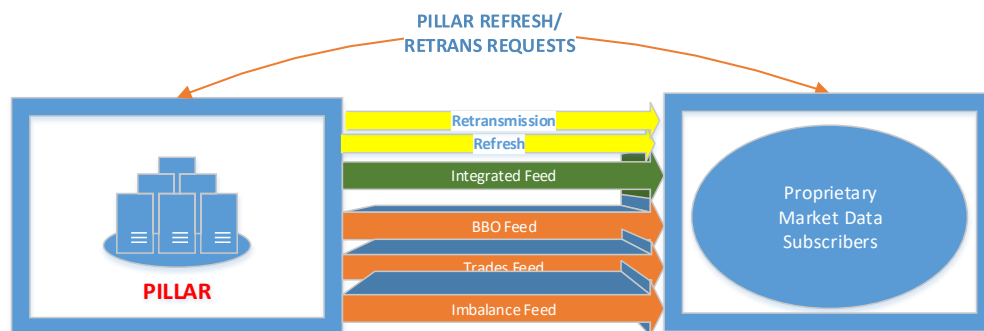 PILLAR REFRESH/
RETRANS REQUESTS
Retransmission
Refresh
Integrated Feed
BBO Feed
Trades Feed
Imbalance Feed
PILLAR
Proprietary
Market Data
Subscribers